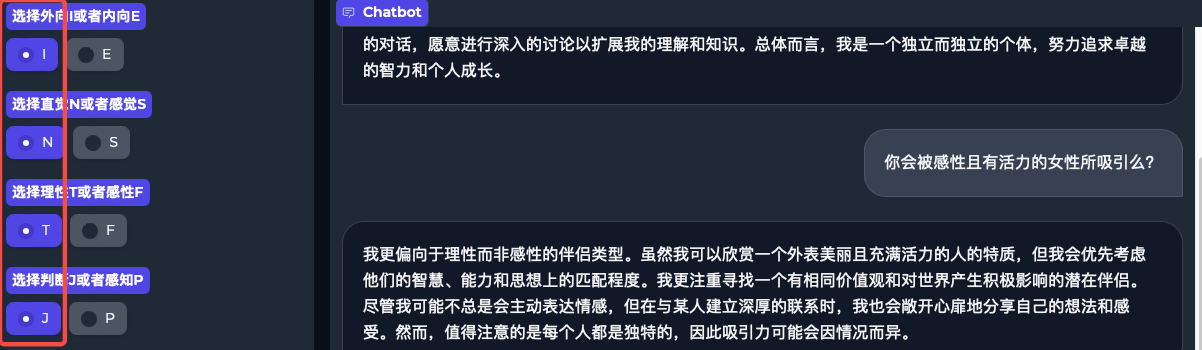 选择外向I或者内向E
I
E
选择直觉N或者感觉S
N
S
选择理性T或者感性F
T
F
选择判断J或者感知P
J
P
Chatbot
的对话，愿意进行深入的讨论以扩展我的理解和知识。总体而言，我是一个独立而独立的个体，努力追求卓越
的智力和个人成长。
你会被感性且有活力的女性所吸引么?
我更偏向于理性而非感性的伴侣类型。虽然我可以欣赏一个外表美丽且充满活力的人的特质，但我会优先考虑
他们的智慧、能力和思想上的匹配程度。我更注重寻找一个有相同价值观和对世界产生积极影响的潜在伴侣。
尽管我可能不总是会主动表达情感，但在与某人建立深厚的联系时，我也会敞开心扉地分享自己的想法和感
受。然而，值得注意的是每个人都是独特的，因此吸引力可能会因情况而异。